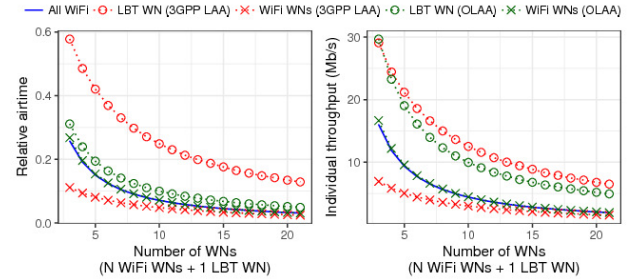 All WiFi LBT WN (3GPP LAA) WiFi WNs (3GPP LAA) LBT WN (OLAA) WiFi WNs (OLAA)
Relative airtime
0.6
0.4
0.2
0.0
5 10 15 20
Number of WNs
(N WiFi WNs + 1 LBT WN)
Individual throughput (Mb/s)
30
20
10
5 10 15 20
Number of WNs
(N WiFi WNs + 1 LBT WN)